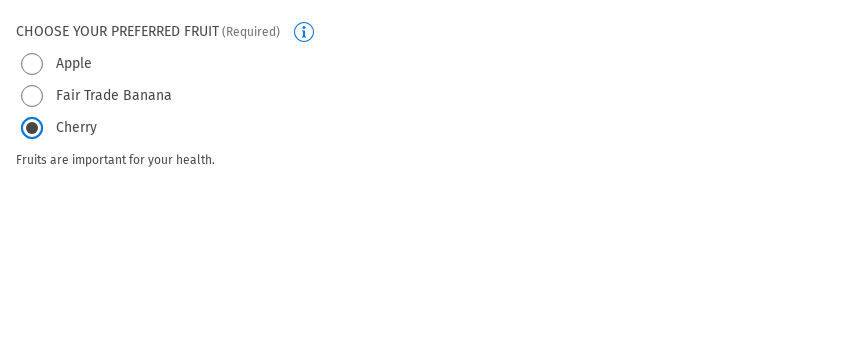 CHOOSE YOUR PREFERRED FRUIT (Required)
Apple
Fair Trade Banana
Cherry
Fruits are important for your health.